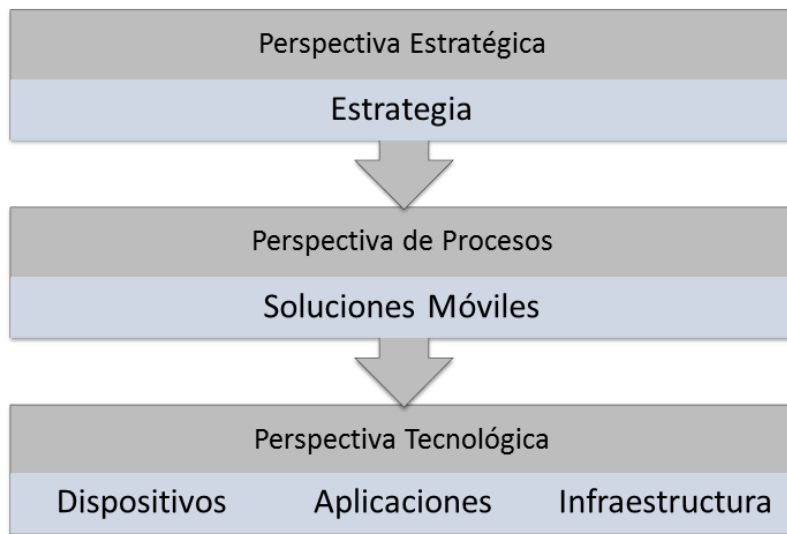 Perspectiva Estratégica
Estrategia
Perspectiva de Procesos
Soluciones Móviles
Perspectiva Tecnológica
Dispositivos Aplicaciones Infraestructura